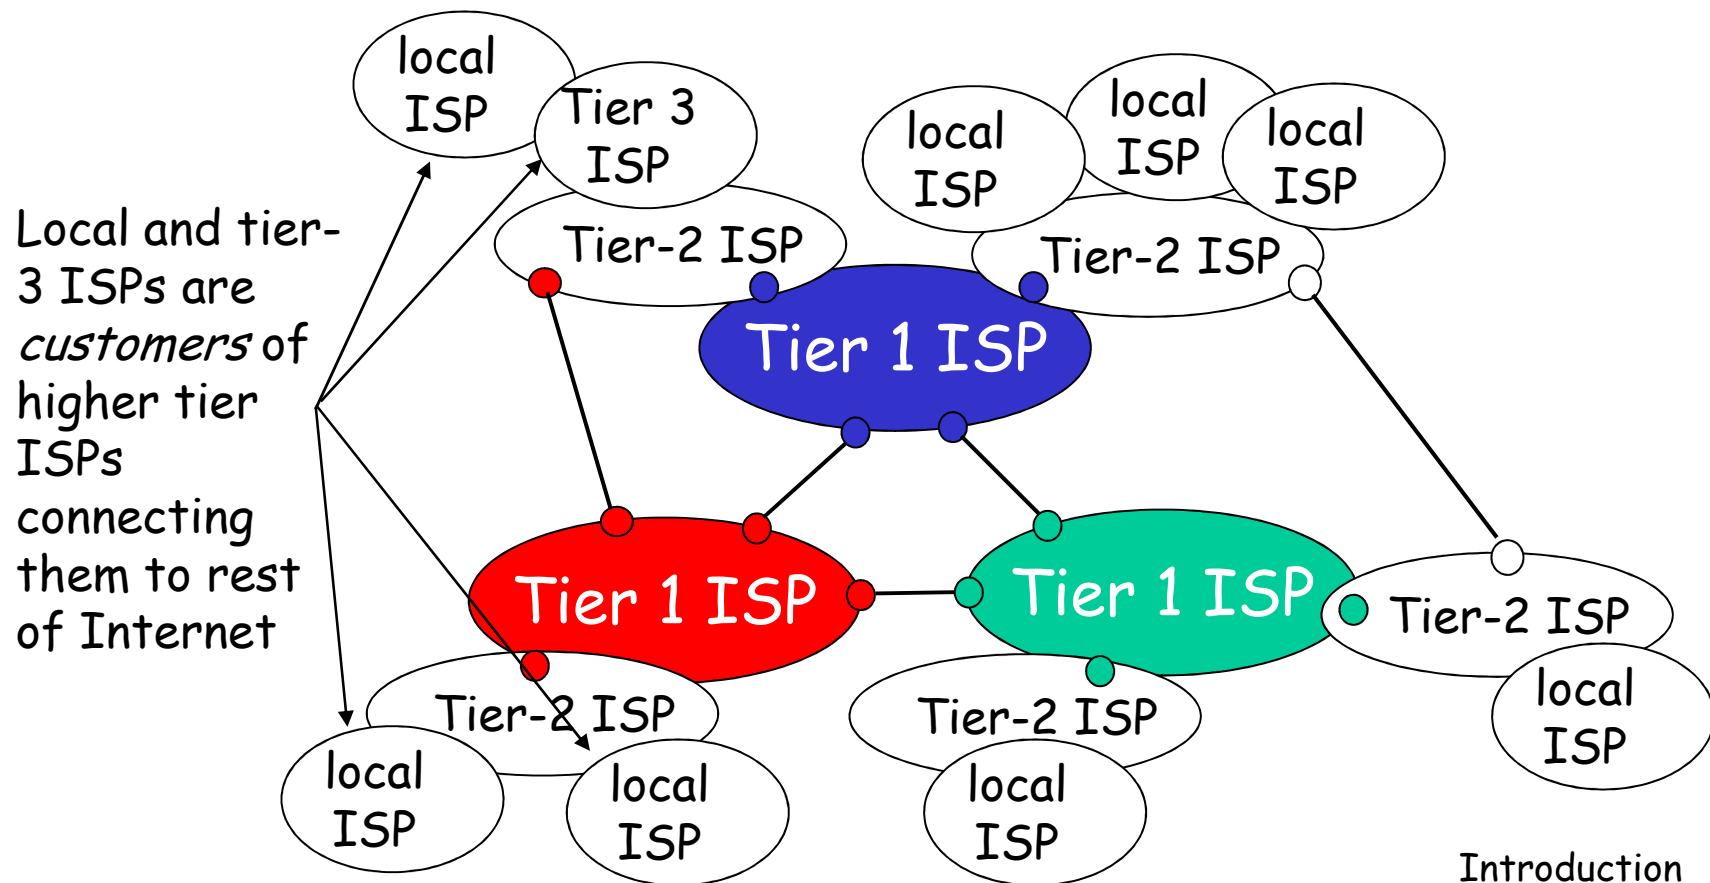 local
ISP
Tier 3
ISP
local
ISP
local
ISP
local
ISP
Local and tier-
3 ISPs are
customers of
higher tier
ISPs
connecting
them to rest
of Internet
Tier-2 ISP
Tier-2 ISP
Tier 1 ISP
Tier 1 ISP
Tier 1 ISP
Tier-2 ISP
Tier-2 ISP
Tier-2 ISP
local
ISP
local
ISP
local
ISP
local
ISP
Introduction